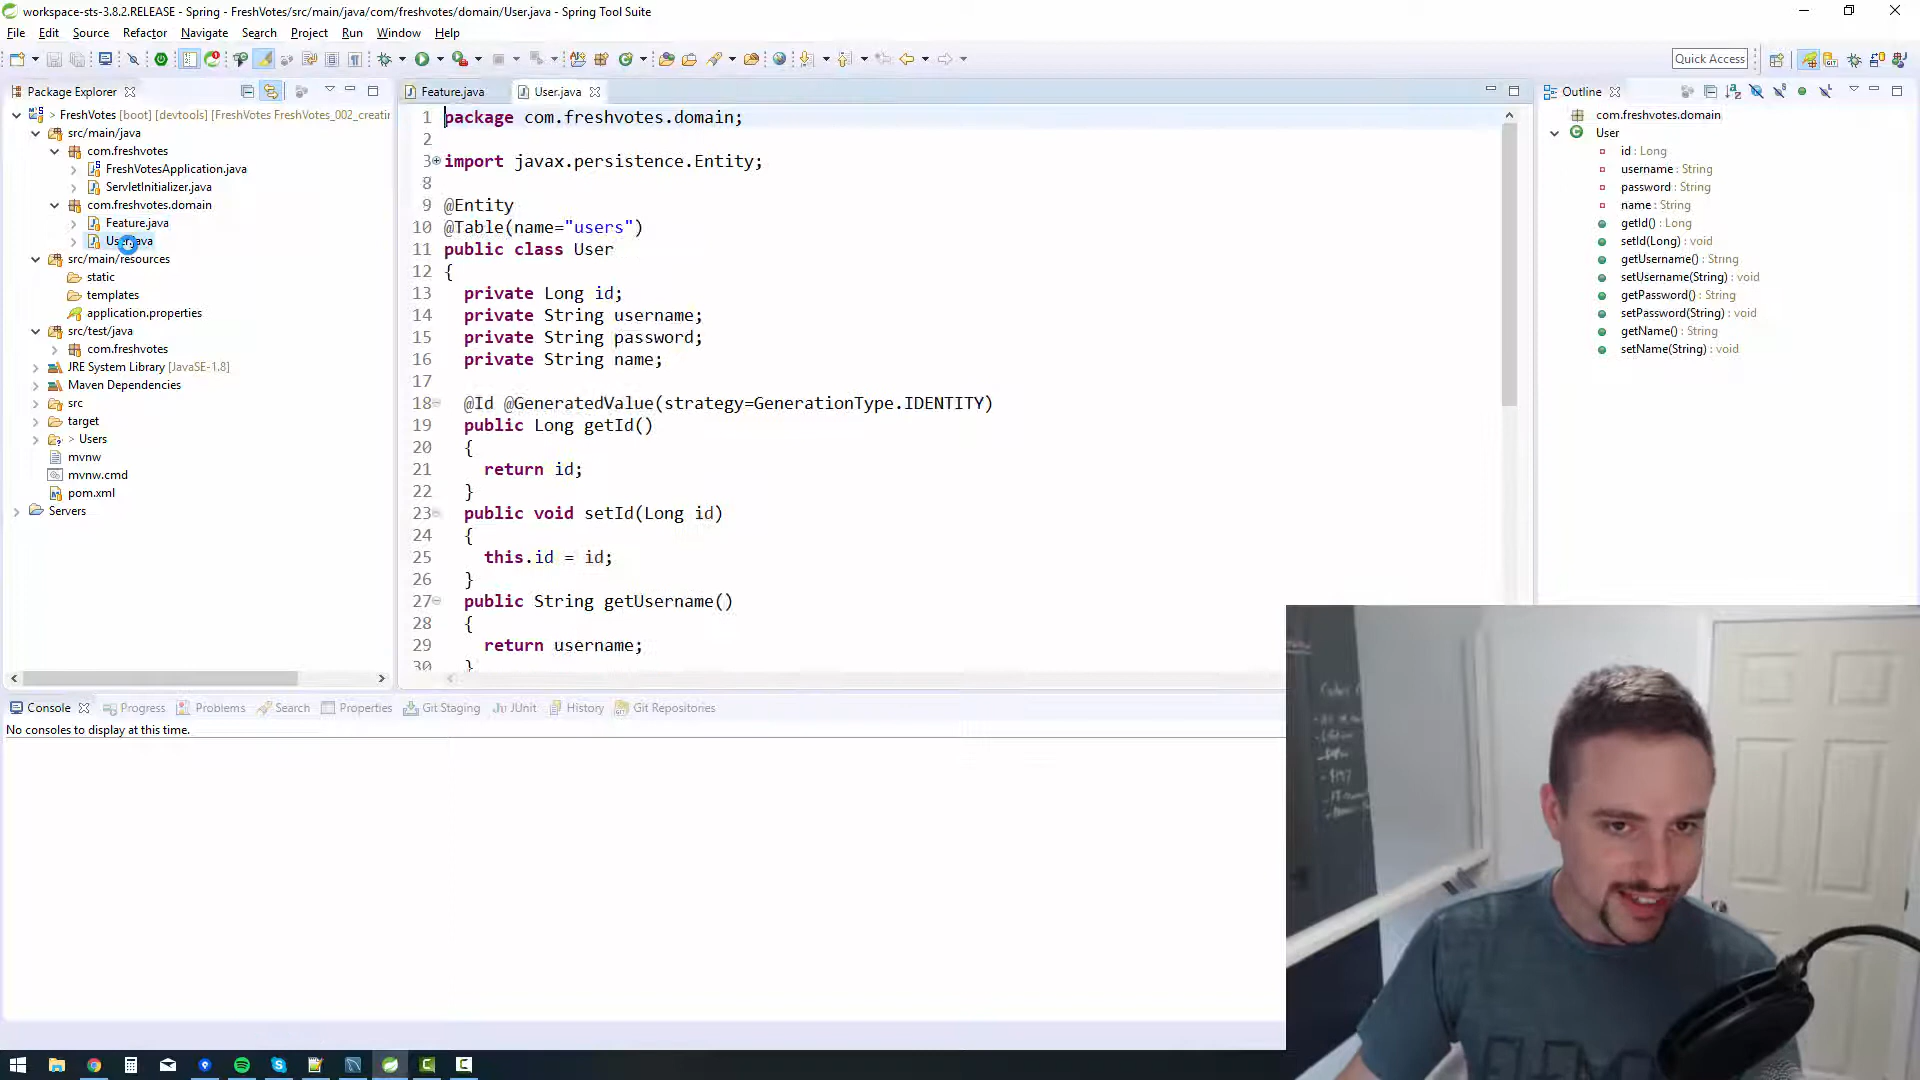 workspace-sts-3.8.2.RELEASE - Spring - FreshVotes/src/main/java/com/freshvotes/domain/User.java - Spring Tool Suite
File Edit Source Refactor Navigate Search Project Run Window Help
Quick Access
Package Explorer
FreshVotes [boot] [devtools] [FreshVotes FreshVotes_002_creatin
src/main/java
com.freshvotes
FreshVotesApplication.java
ServletInitializer.java
com.freshvotes.domain
Feature.java
User.java
src/main/resources
static
templates
application.properties
src/test/java
com.freshvotes
JRE System Library [JavaSE-1.8]
Maven Dependencies
src
target
> Users
mvnw
mvnw.cmd
pom.xml
Servers
Feature.java User.java
1 package com.freshvotes.domain;
2
3 import javax.persistence.Entity;
8
9 @Entity
10 @Table(name="users")
11 public class User
12 {
13 private Long id;
14 private String username;
15 private String password;
16 private String name;
17
18 @Id @GeneratedValue(strategy=GenerationType.IDENTITY)
19 public Long getId()
20 {
21 return id;
22 }
23 public void setId(Long id)
24 {
25 this.id = id;
26 }
27 public String getUsername()
28 {
29 return username;
30 }
Outline
com.freshvotes.domain
User
id : Long
username : String
password : String
name : String
getId() : Long
setId(Long) : void
getUsername() : String
setUsername(String) : void
getPassword() : String
setPassword(String) : void
getName() : String
setName(String) : void
Console Progress Problems Search Properties Git Staging JUnit History Git Repositories
No consoles to display at this time.